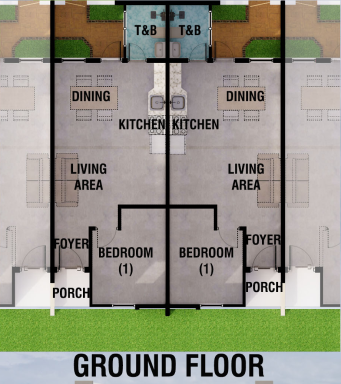 T&B T&B
DINING DINING
KITCHEN KITCHEN
LIVING
AREA
LIVING
AREA
FOYER FOYER
BEDROOM
(1)
BEDROOM
(1)
PORCH PORCH
GROUND FLOOR